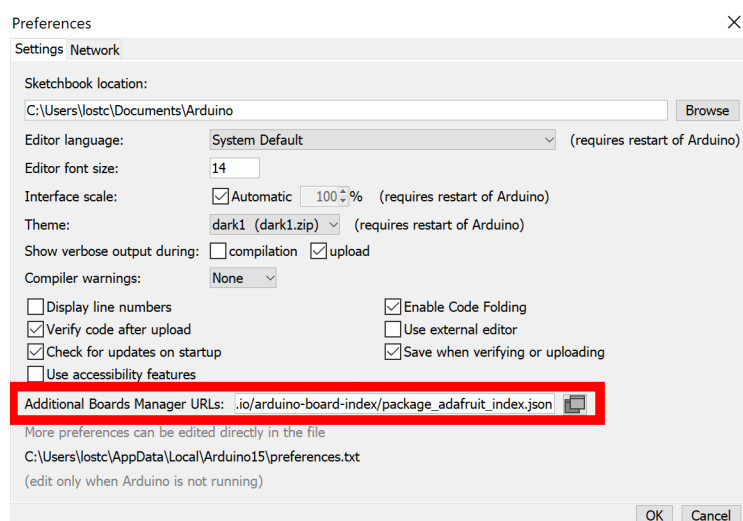 Preferences
Settings Network
Sketchbook location:
C:\Users\lostc\Documents\Arduino Browse
Editor language: System Default (requires restart of Arduino)
Editor font size: 14
Interface scale: Automatic 100 % (requires restart of Arduino)
Theme: dark1 (dark1.zip) (requires restart of Arduino)
Show verbose output during: compilation upload
Compiler warnings: None
Display line numbers Enable Code Folding
Verify code after upload Use external editor
Check for updates on startup Save when verifying or uploading
Use accessibility features
Additional Boards Manager URLs: .io/arduino-board-index/package_adafruit_index.json
More preferences can be edited directly in the file
C:\Users\lostc\AppData\Local\Arduino15\preferences.txt
(edit only when Arduino is not running)
OK Cancel